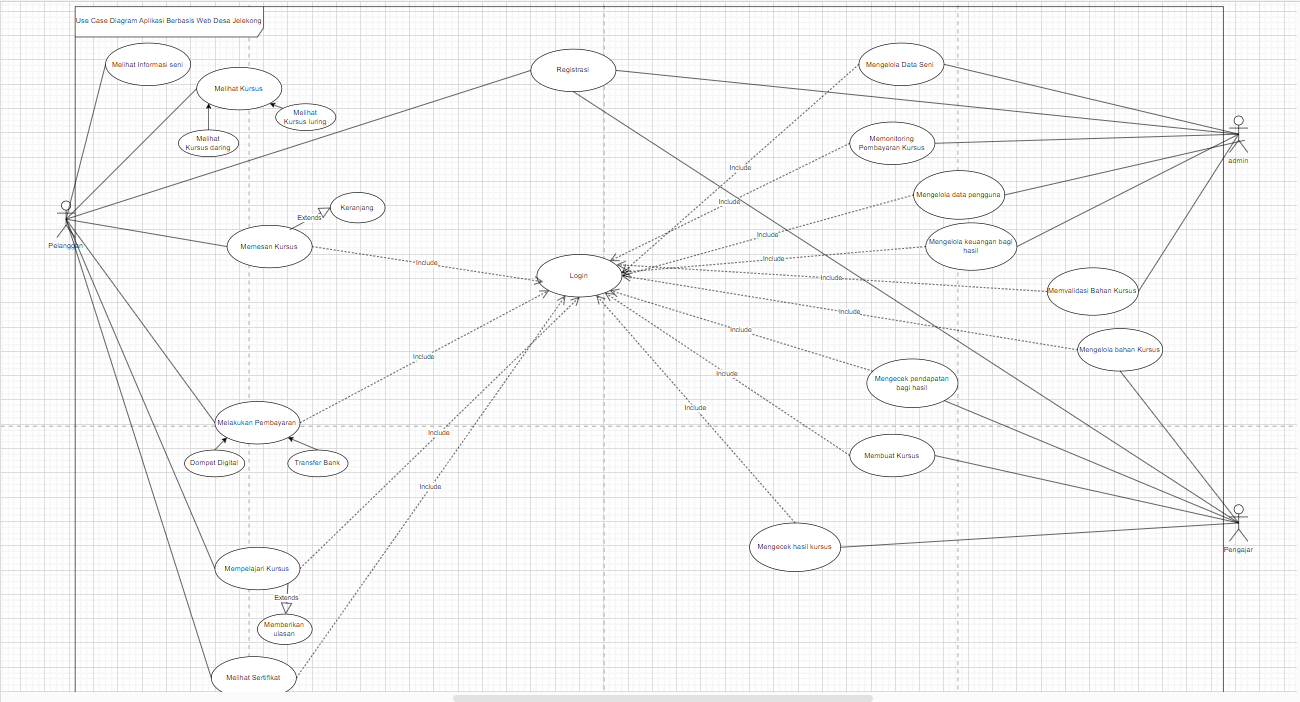 Use Case Diagram Aplikasi Berbasis Web Desa Jelekong
Melihat Informasi seni
Melihat Kursus
Melihat
Kursus luring
Melihat
Kursus daring
Registrasi
Mengelola Data Seni
Memonitoring
Pembayaran Kursus
admin
Include
Include
Mengelola data pengguna
Keranjang
Extends
Pelanggan
Memesan Kursus
Include
Include
Mengelola keuangan bagi
hasil
Include
Include
Login
Include
Memvalidasi Bahan Kursus
Include
Include
Mengelola bahan Kursus
Include
Include
Mengecek pendapatan
bagi hasil
Include
Melakukan Pembayaran
Include
Dompet Digital
Transfer Bank
Membuat Kursus
Include
Mengecek hasil kursus
Pengajar
Mempelajari Kursus
Extends
Memberikan
ulasan
Melihat Sertifikat